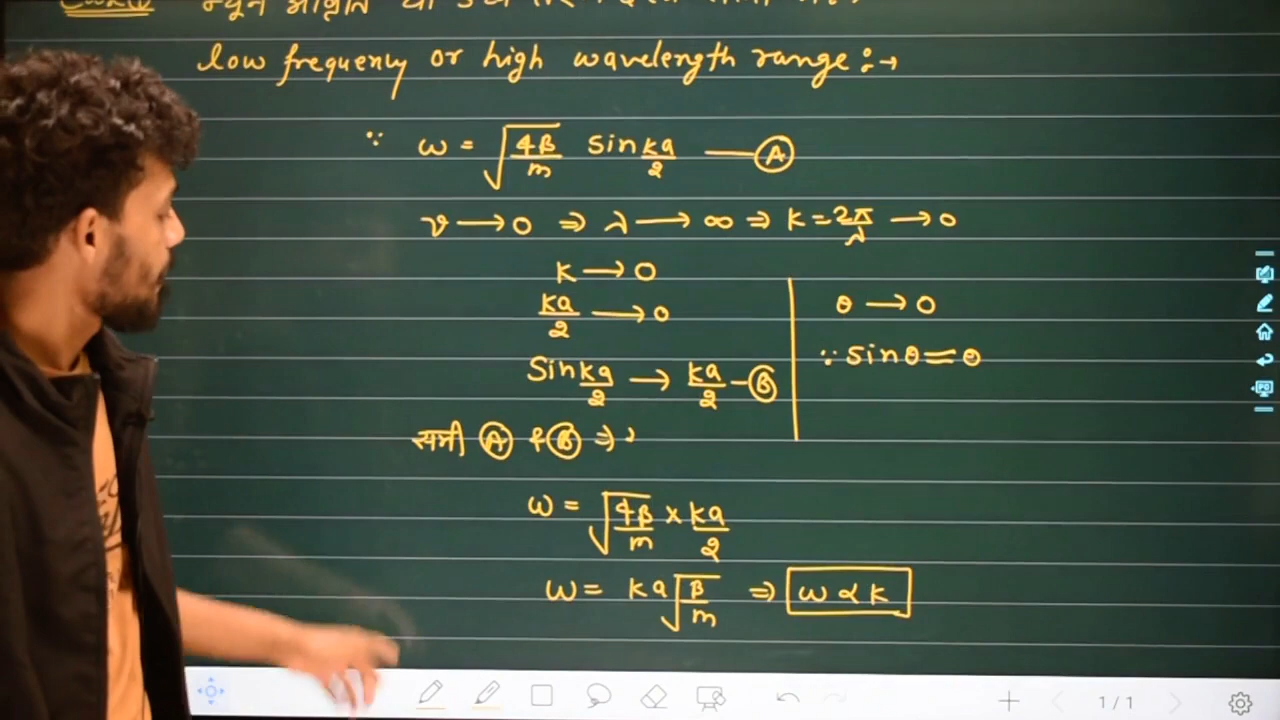 low frequency or high wavelength range :→
∵ ω = √(4β/m) sin ka/2 —(A)
ν → 0 ⇒ λ → ∞ ⇒ k = 2π/λ → 0
k → 0
ka/2 → 0
θ → 0
∵ sinθ = θ
Sin ka/2 → ka/2 –(B)
समी (A) & (B) ⇒
ω = √(4β/m) × ka/2
ω = ka√(β/m) ⇒ ω ∝ k
1/1